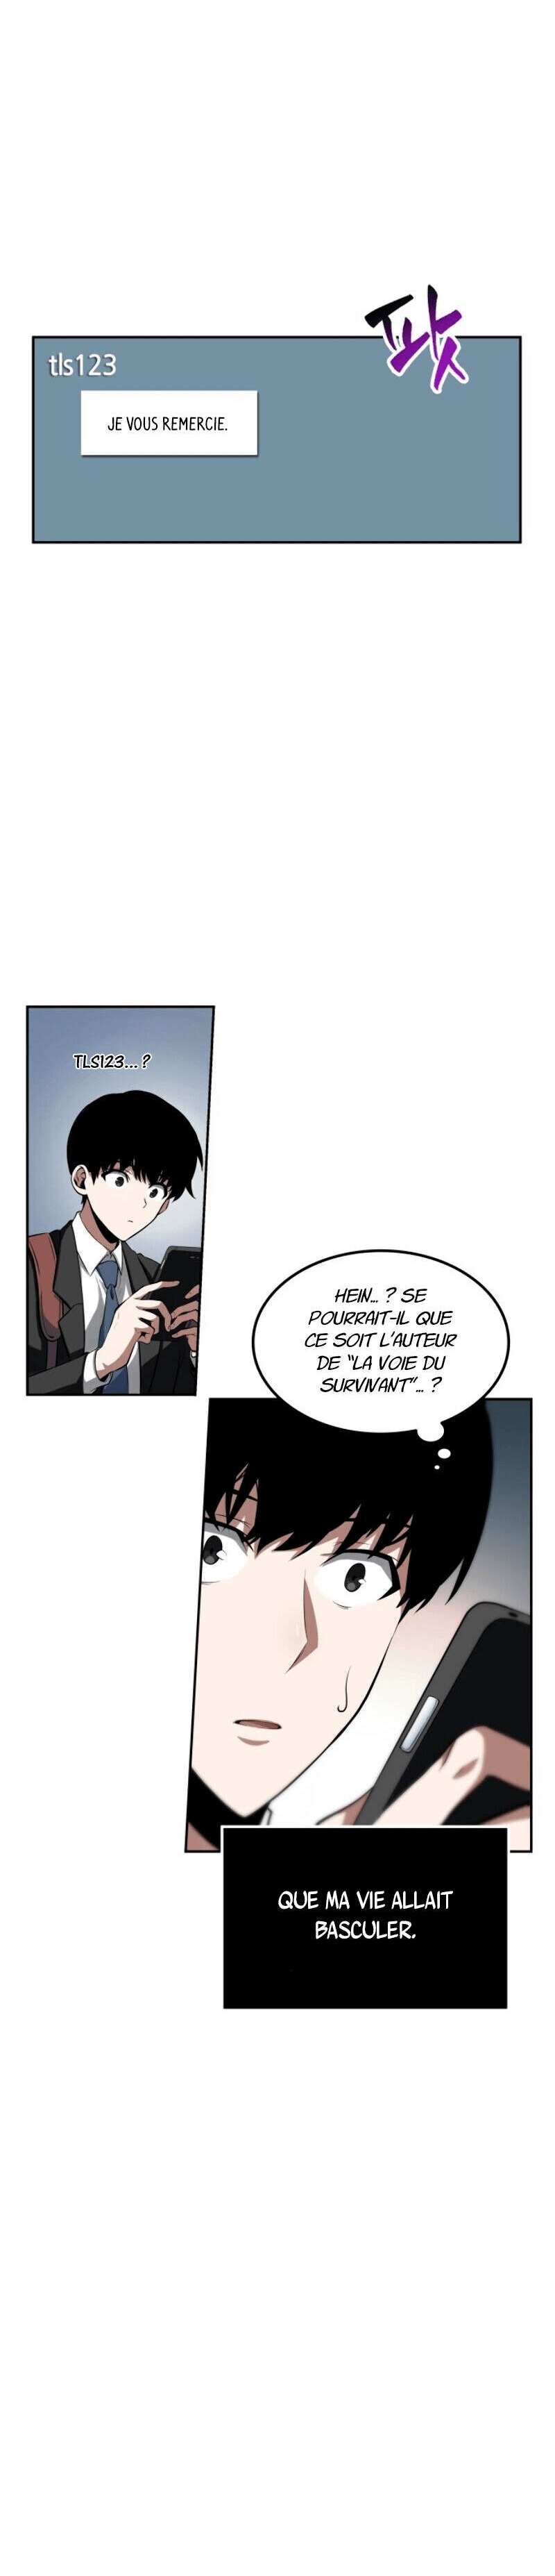 팟
tls123
JE VOUS REMERCIE.
TLS123...?
HEIN... ? SE
POURRAIT-IL QUE
CE SOIT L'AUTEUR
DE "LA VOIE DU
SURVIVANT"... ?
QUE MA VIE ALLAIT
BASCULER.